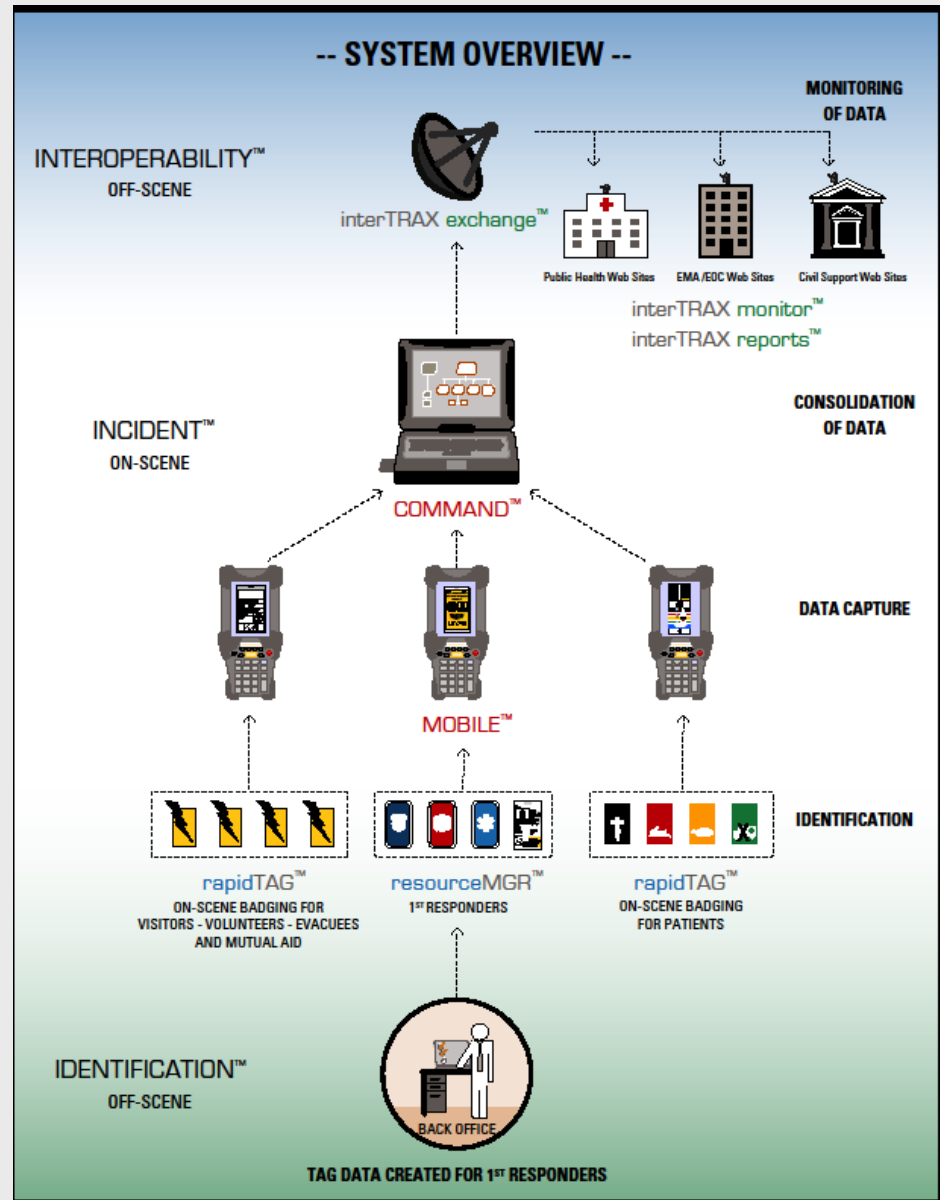 -- SYSTEM OVERVIEW --
MONITORING
OF DATA
INTEROPERABILITY™
OFF-SCENE
interTRAX exchange™
Public Health Web Sites
EMA/EOC Web Sites
Civil Support Web Sites
interTRAX monitor™
interTRAX reports™
CONSOLIDATION
OF DATA
INCIDENT™
ON-SCENE
COMMAND™
DATA CAPTURE
MOBILE™
IDENTIFICATION
rapidTAG™
ON-SCENE BADGING FOR
VISITORS - VOLUNTEERS - EVACUEES
AND MUTUAL AID
resourceMGR™
1ST RESPONDERS
rapidTAG™
ON-SCENE BADGING
FOR PATIENTS
IDENTIFICATION™
OFF-SCENE
BACK OFFICE
TAG DATA CREATED FOR 1ST RESPONDERS